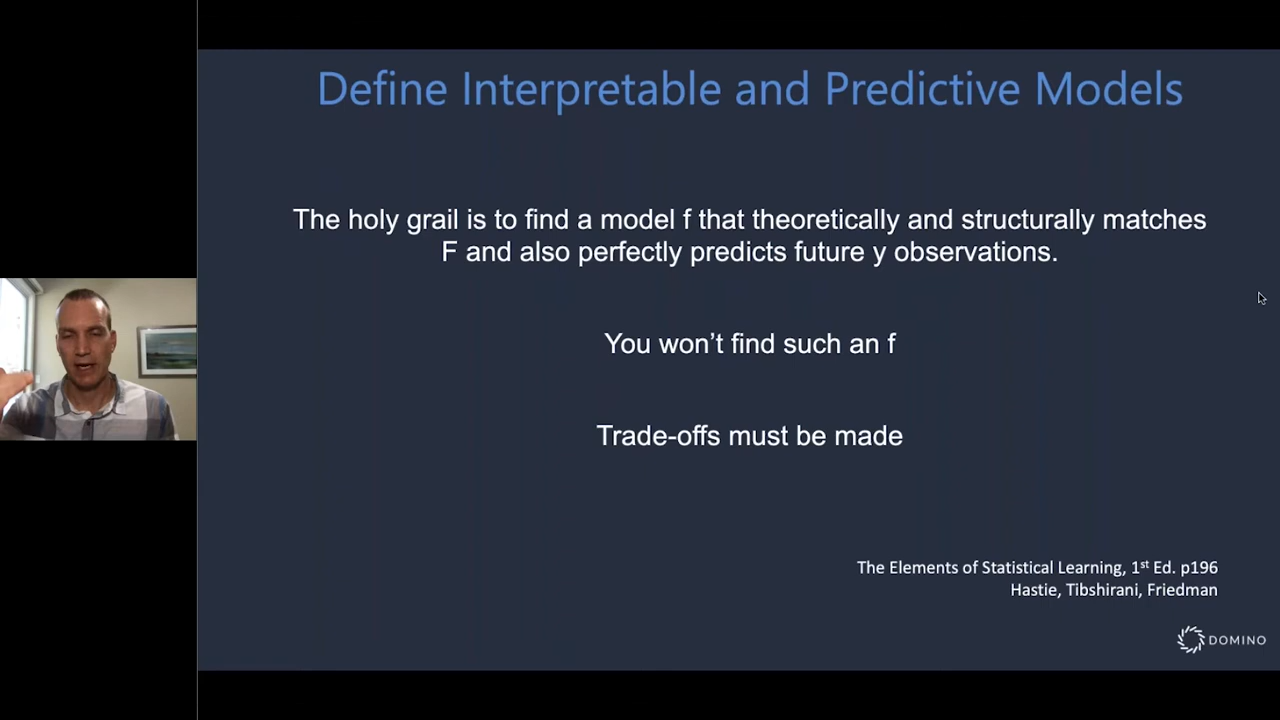 Define Interpretable and Predictive Models
The holy grail is to find a model f that theoretically and structurally matches
F and also perfectly predicts future y observations.
You won’t find such an f
Trade-offs must be made
The Elements of Statistical Learning, 1st Ed. p196
Hastie, Tibshirani, Friedman
DOMINO